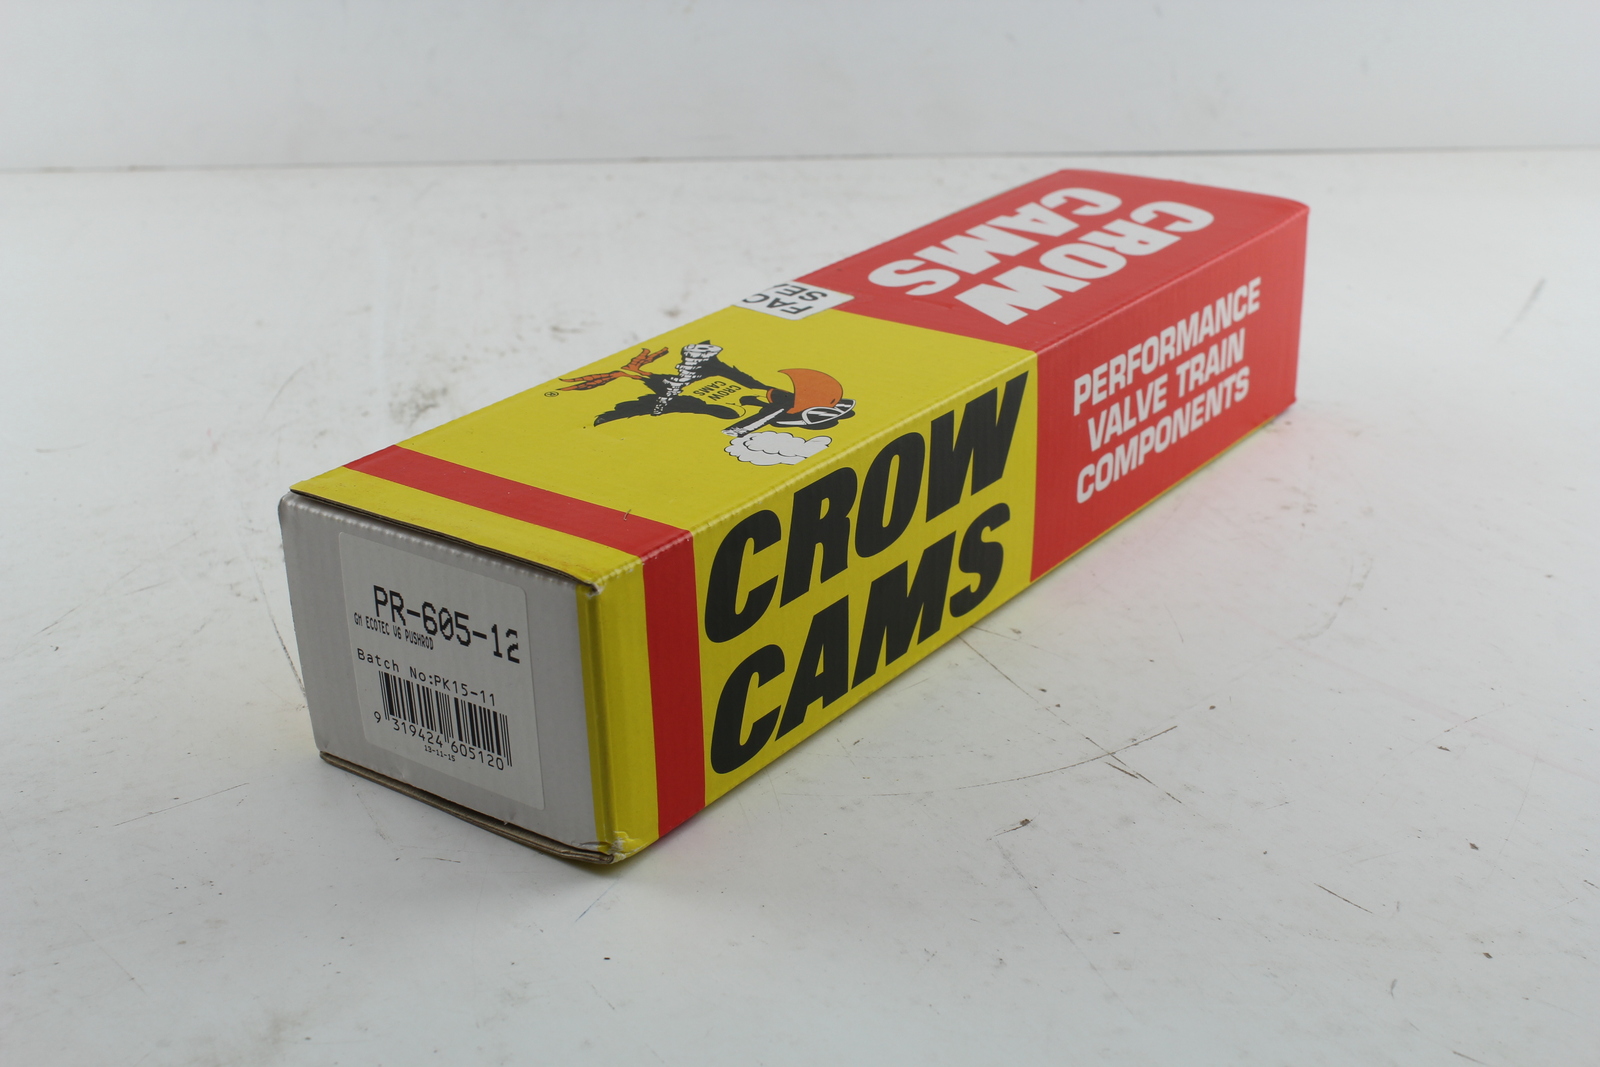 CROW
CAMS
FAC
SE
CROW
CAMS
®
CROW
CAMS
PERFORMANCE
VALVE TRAIN
COMPONENTS
PR-605-12
GM ECOTEC V6 PUSHROD
Batch No:PK15-11
9 319424 605120
13-11-15